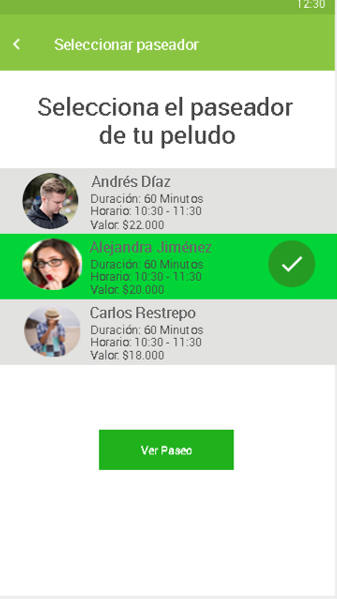 12:30
Seleccionar paseador
Selecciona el paseador
de tu peludo
Andrés Díaz
Duración: 60 Minutos
Horario: 10:30 - 11:30
Valor: $22.000
Alejandra Jiménez
Duración: 60 Minutos
Horario: 10:30 - 11:30
Valor: $20.000
Carlos Restrepo
Duración: 60 Minutos
Horario: 10:30 - 11:30
Valor: $18.000
Ver Paseo